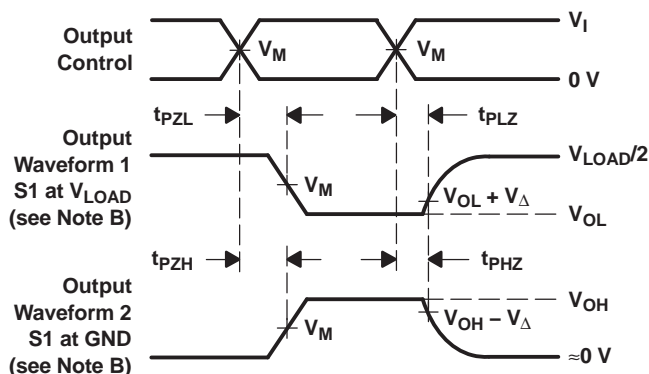 Output
Control
V_M
V_M
V_I
0 V
t_PZL
t_PLZ
Output
Waveform 1
S1 at V_LOAD
(see Note B)
V_M
V_LOAD/2
V_OL + V_Δ
V_OL
t_PZH
t_PHZ
Output
Waveform 2
S1 at GND
(see Note B)
V_M
V_OH
V_OH − V_Δ
≈0 V